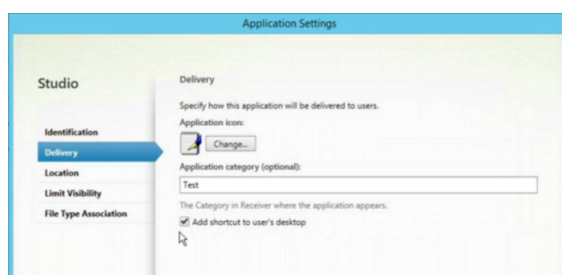 Application Settings
Studio
Identification
Delivery
Location
Limit Visibility
File Type Association
Delivery
Specify how this application will be delivered to users.
Application icon:
Change...
Application category (optional):
Test
The Category in Receiver where the application appears.
Add shortcut to user's desktop